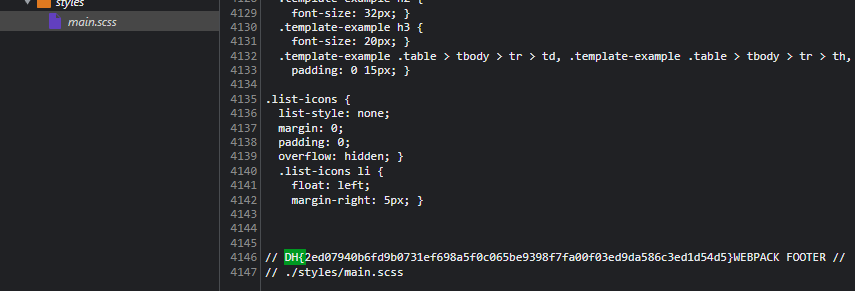 styles
main.scss
4128 .template-example h2 {
4129 font-size: 32px; }
4130 .template-example h3 {
4131 font-size: 20px; }
4132 .template-example .table > tbody > tr > td, .template-example .table > tbody > tr > th,
4133 padding: 0 15px; }
4134
4135 .list-icons {
4136 list-style: none;
4137 margin: 0;
4138 padding: 0;
4139 overflow: hidden; }
4140 .list-icons li {
4141 float: left;
4142 margin-right: 5px; }
4143
4144
4145
4146 // DH{2ed07940b6fd9b0731ef698a5f0c065be9398f7fa00f03ed9da586c3ed1d54d5}WEBPACK FOOTER //
4147 // ./styles/main.scss